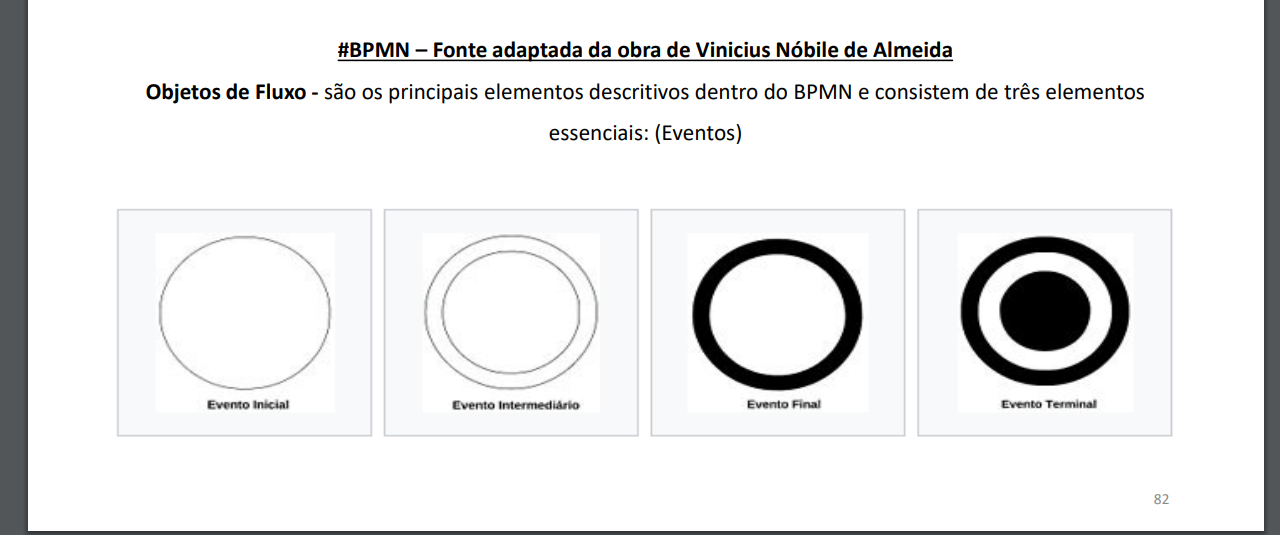 #BPMN – Fonte adaptada da obra de Vinicius Nóbile de Almeida
Objetos de Fluxo - são os principais elementos descritivos dentro do BPMN e consistem de três elementos
essenciais: (Eventos)
Evento Inicial
Evento Intermediário
Evento Final
Evento Terminal
82